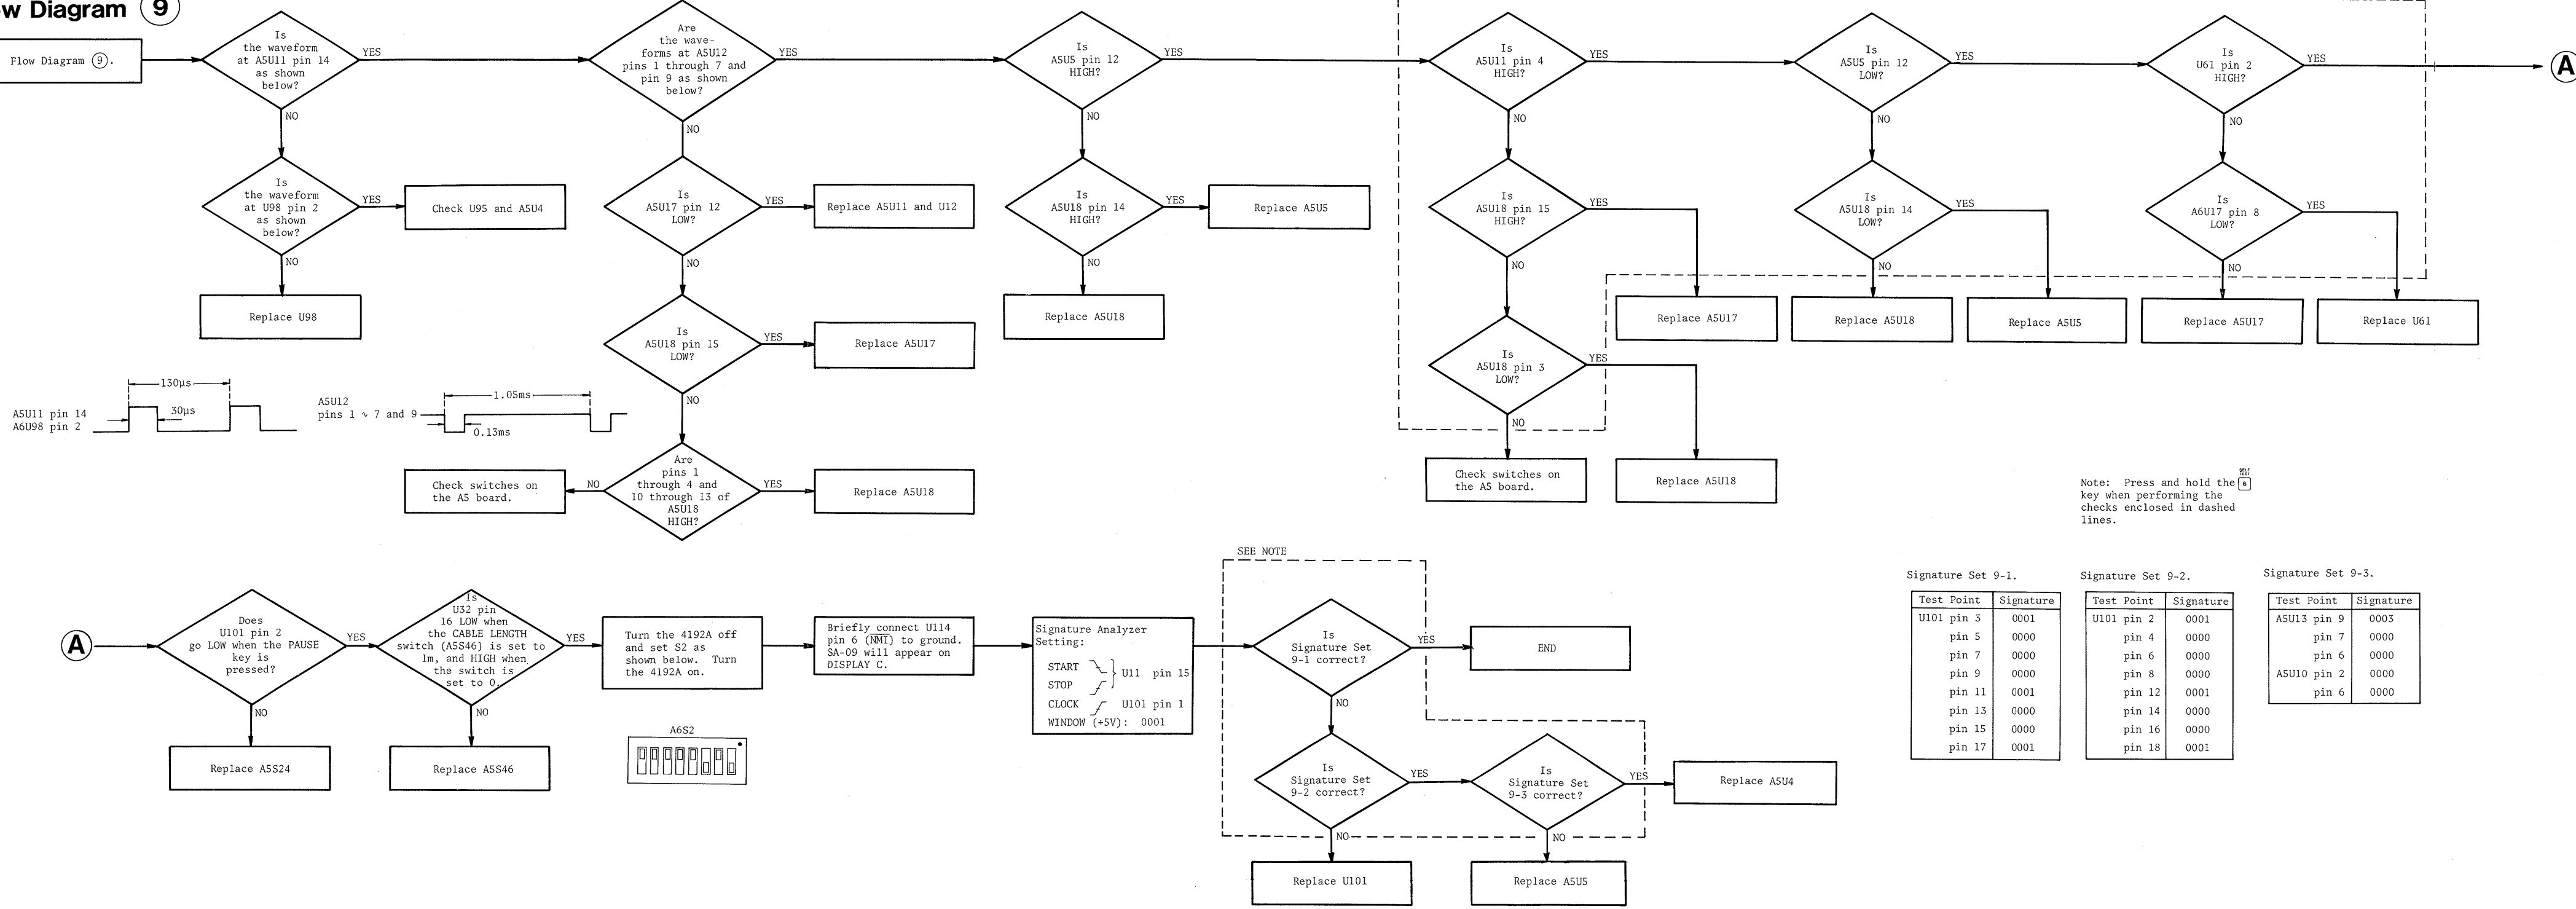 w Diagram 9
Flow Diagram 9.
Is
the waveform
at A5U11 pin 14
as shown
below?
YES
NO
Is
the waveform
at U98 pin 2
as shown
below?
YES
NO
Check U95 and A5U4
Replace U98
Are
the wave-
forms at A5U12
pins 1 through 7 and
pin 9 as shown
below?
YES
NO
Is
A5U17 pin 12
LOW?
YES
NO
Replace A5U11 and U12
Is
A5U18 pin 15
LOW?
YES
NO
Replace A5U17
Are
pins 1
through 4 and
10 through 13 of
A5U18
HIGH?
YES
NO
Replace A5U18
Check switches on
the A5 board.
Is
A5U5 pin 12
HIGH?
YES
NO
Is
A5U18 pin 14
HIGH?
YES
NO
Replace A5U5
Replace A5U18
Is
A5U11 pin 4
HIGH?
YES
NO
Is
A5U18 pin 15
HIGH?
YES
NO
Replace A5U17
Is
A5U18 pin 3
LOW?
YES
NO
Check switches on
the A5 board.
Replace A5U18
Is
A5U5 pin 12
LOW?
YES
NO
Is
A5U18 pin 14
LOW?
YES
NO
Replace A5U18
Replace A5U5
Is
U61 pin 2
HIGH?
YES
NO
Is
A6U17 pin 8
LOW?
YES
NO
Replace A5U17
Replace U61
A
A5U11 pin 14
A6U98 pin 2
130μs
30μs
A5U12
pins 1 ∿ 7 and 9
1.05ms
0.13ms
SELF
TEST
Note: Press and hold the 6
key when performing the
checks enclosed in dashed
lines.
A
Does
U101 pin 2
go LOW when the PAUSE
key is
pressed?
YES
NO
Replace A5S24
Is
U32 pin
16 LOW when
the CABLE LENGTH
switch (A5S46) is set to
1m, and HIGH when
the switch is
set to 0.
YES
NO
Replace A5S46
Turn the 4192A off
and set S2 as
shown below. Turn
the 4192A on.
A6S2
Briefly connect U114
pin 6 (N̅M̅I̅) to ground.
SA-09 will appear on
DISPLAY C.
Signature Analyzer
Setting:
START
STOP
U11 pin 15
CLOCK U101 pin 1
WINDOW (+5V): 0001
SEE NOTE
Is
Signature Set
9-1 correct?
YES
NO
END
Is
Signature Set
9-2 correct?
YES
NO
Replace U101
Is
Signature Set
9-3 correct?
YES
NO
Replace A5U4
Replace A5U5
Signature Set 9-1.
Test Point Signature
U101 pin 3 0001
pin 5 0000
pin 7 0000
pin 9 0000
pin 11 0001
pin 13 0000
pin 15 0000
pin 17 0001
Signature Set 9-2.
Test Point Signature
U101 pin 2 0001
pin 4 0000
pin 6 0000
pin 8 0000
pin 12 0001
pin 14 0000
pin 16 0000
pin 18 0001
Signature Set 9-3.
Test Point Signature
A5U13 pin 9 0003
pin 7 0000
pin 6 0000
A5U10 pin 2 0000
pin 6 0000